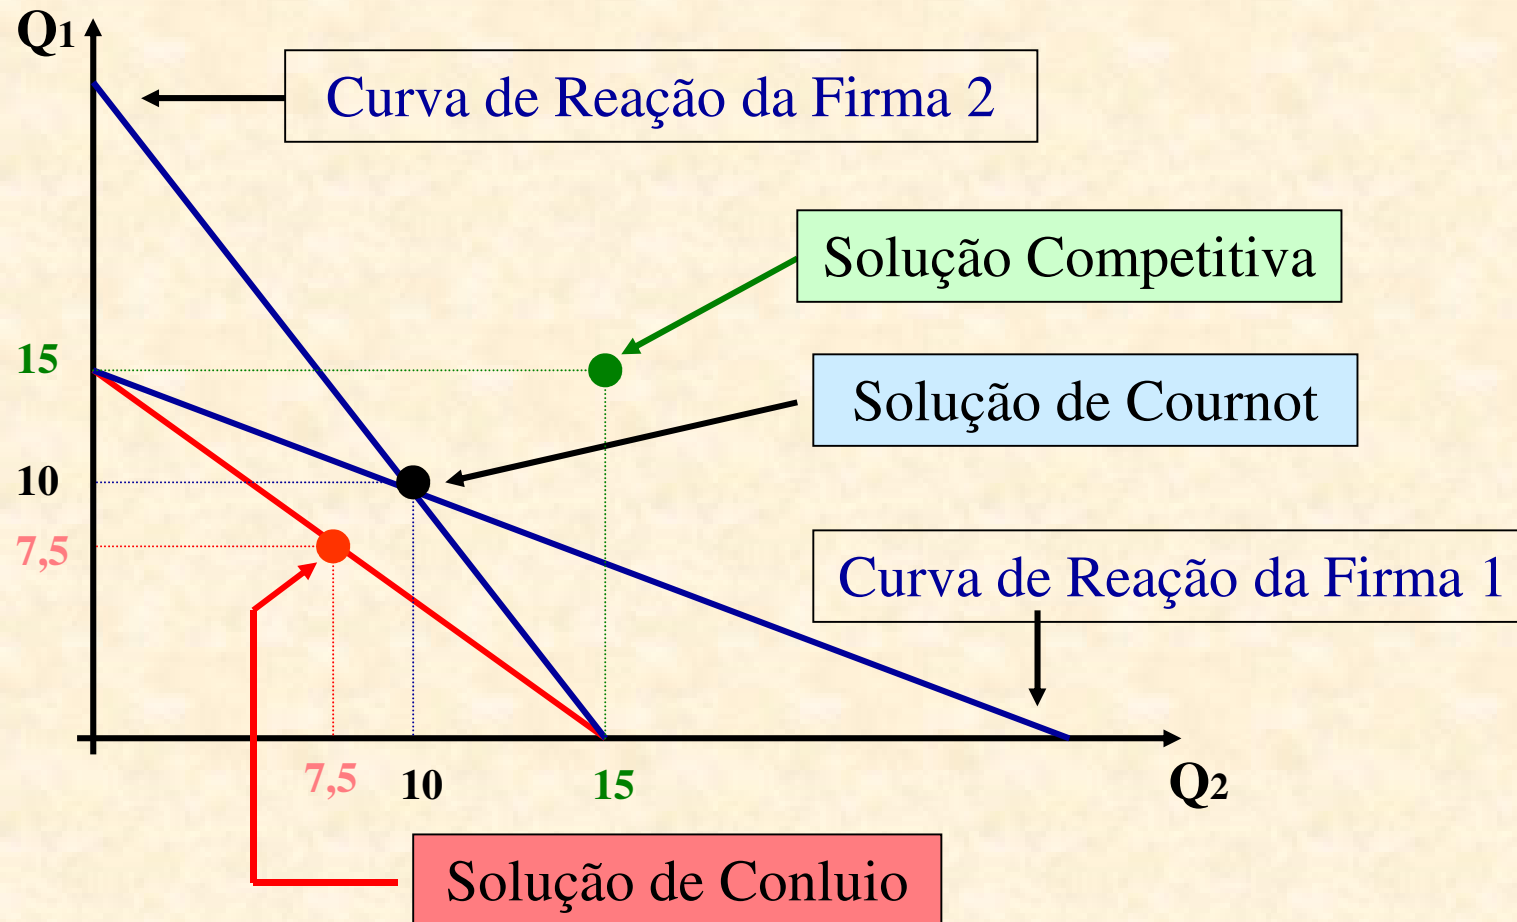 Q1
Curva de Reação da Firma 2
Solução Competitiva
15
Solução de Cournot
10
7,5
Curva de Reação da Firma 1
7,5
10
15
Q2
Solução de Conluio